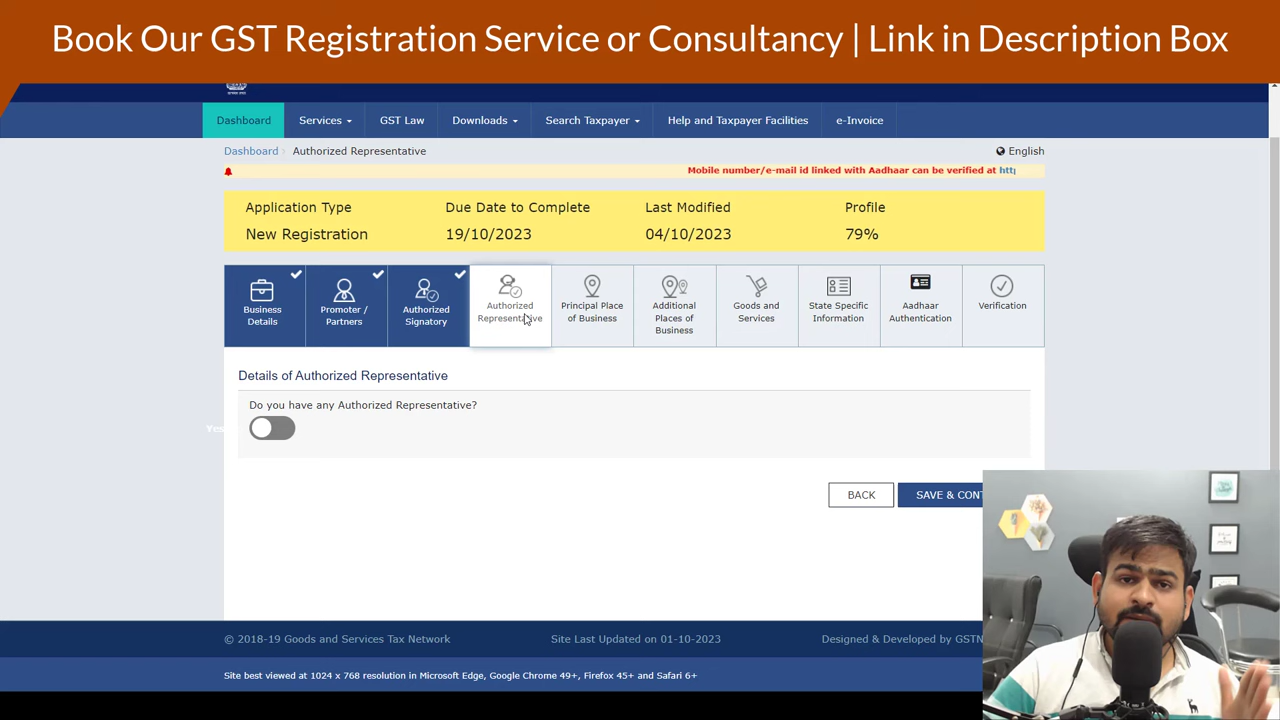 Book Our GST Registration Service or Consultancy | Link in Description Box
Dashboard
Services
GST Law
Downloads
Search Taxpayer
Help and Taxpayer Facilities
e-Invoice
Dashboard
Authorized Representative
English
Mobile number/e-mail id linked with Aadhaar can be verified at
Application Type
Due Date to Complete
Last Modified
Profile
New Registration
19/10/2023
04/10/2023
79%
Business
Details
Promoter /
Partners
Authorized
Signatory
Authorized
Representative
Principal Place
of Business
Additional
Places of
Business
Goods and
Services
State Specific
Information
Aadhaar
Authentication
Verification
Details of Authorized Representative
Do you have any Authorized Representative?
Yes
BACK
SAVE & CONT
© 2018-19 Goods and Services Tax Network
Site Last Updated on 01-10-2023
Designed & Developed by GSTN
Site best viewed at 1024 x 768 resolution in Microsoft Edge, Google Chrome 49+, Firefox 45+ and Safari 6+